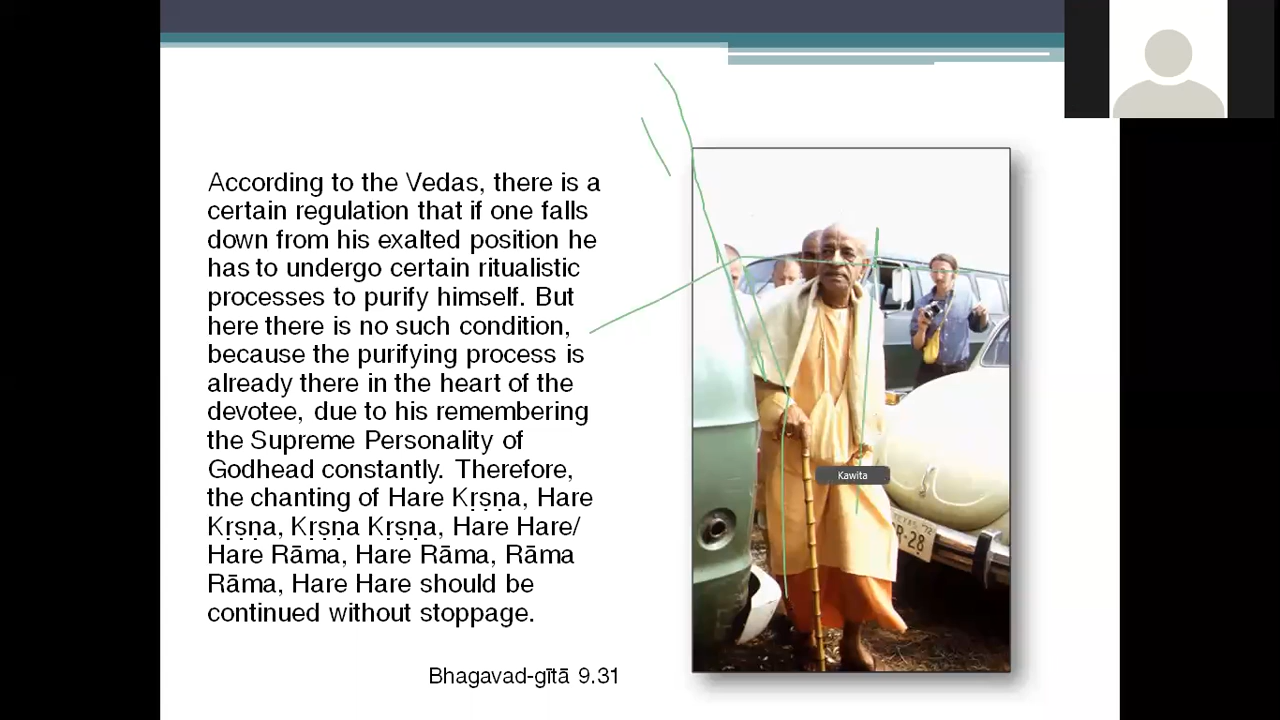 According to the Vedas, there is a
certain regulation that if one falls
down from his exalted position he
has to undergo certain ritualistic
processes to purify himself. But
here there is no such condition,
because the purifying process is
already there in the heart of the
devotee, due to his remembering
the Supreme Personality of
Godhead constantly. Therefore,
the chanting of Hare Kṛṣṇa, Hare
Kṛṣṇa, Kṛṣṇa Kṛṣṇa, Hare Hare/
Hare Rāma, Hare Rāma, Rāma
Rāma, Hare Hare should be
continued without stoppage.
Bhagavad-gītā 9.31
Kawita
TEXAS 72
R-28